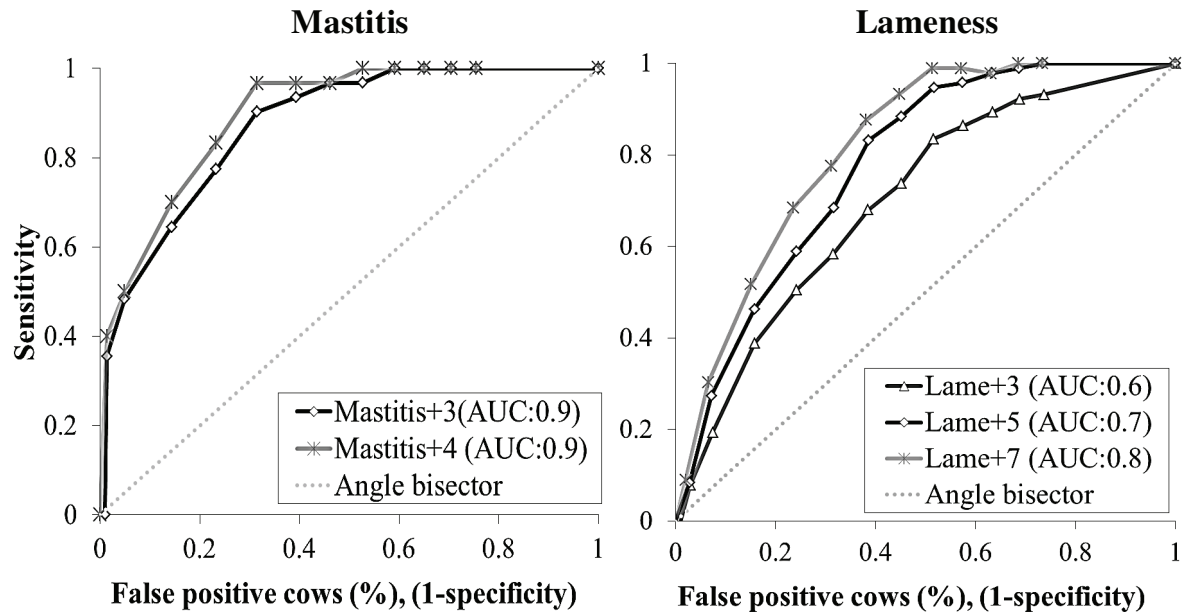 Mastitis
Lameness
Sensitivity
1
0.8
0.6
0.4
0.2
0
0
0.2
0.4
0.6
0.8
1
Mastitis+3(AUC:0.9)
Mastitis+4 (AUC:0.9)
Angle bisector
False positive cows (%), (1-specificity)
1
0.8
0.6
0.4
0.2
0
0
0.2
0.4
0.6
0.8
1
Lame+3 (AUC:0.6)
Lame+5 (AUC:0.7)
Lame+7 (AUC:0.8)
Angle bisector
False positive cows (%), (1-specificity)